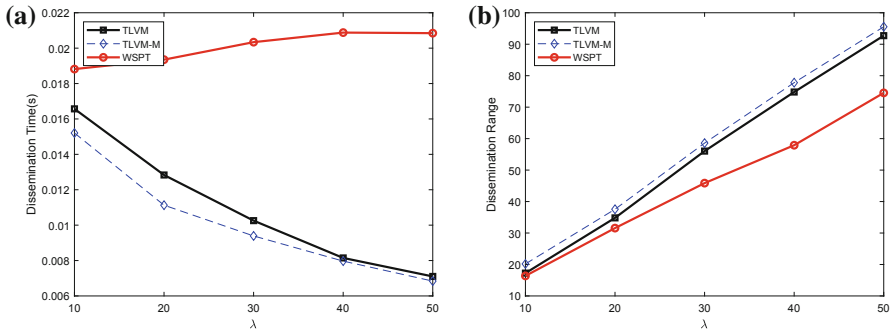 (a)
Dissemination Time(s)
0.022
0.02
0.018
0.016
0.014
0.012
0.01
0.008
0.006
TLVM
TLVM-M
WSPT
10 20 30 40 50
λ
(b)
Dissemination Range
100
90
80
70
60
50
40
30
20
10
TLVM
TLVM-M
WSPT
10 20 30 40 50
λ